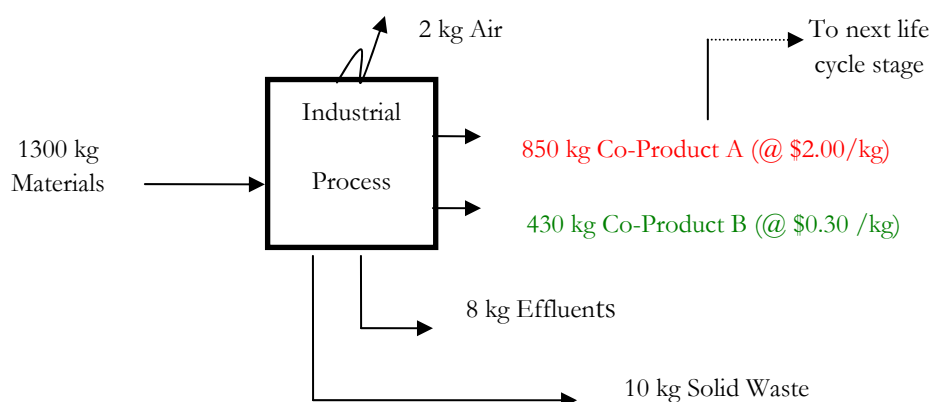 2 kg Air
To next life
cycle stage
Industrial
Process
1300 kg
Materials
850 kg Co-Product A (@ $2.00/kg)
430 kg Co-Product B (@ $0.30 /kg)
8 kg Effluents
10 kg Solid Waste